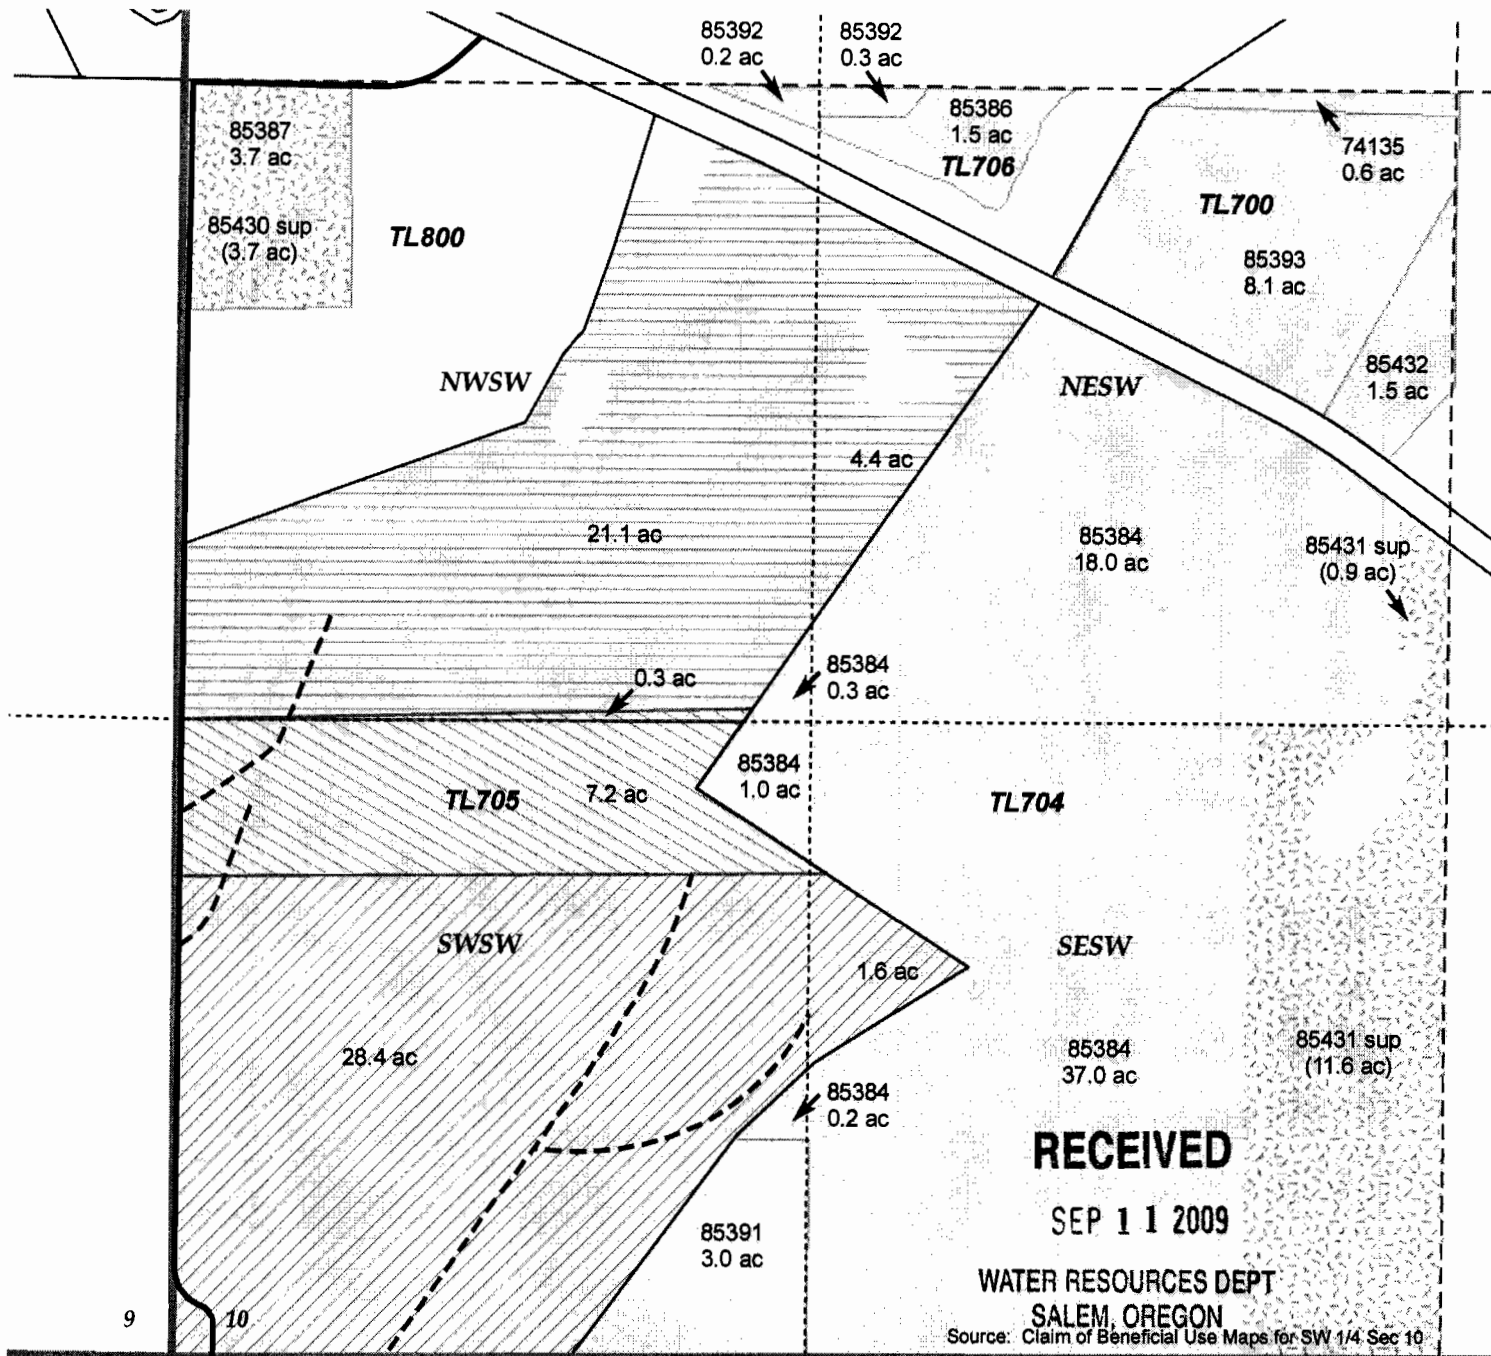 85392
0.2 ac
85392
0.3 ac
85386
1.5 ac
TL706
74135
0.6 ac
85387
3.7 ac
85430 sup
(3.7 ac)
TL800
TL700
85393
8.1 ac
85432
1.5 ac
NWSW
NESW
4.4 ac
21.1 ac
85384
18.0 ac
85431 sup
(0.9 ac)
0.3 ac
85384
0.3 ac
85384
1.0 ac
TL705
7.2 ac
TL704
SWSW
SESW
1.6 ac
28.4 ac
85384
37.0 ac
85431 sup
(11.6 ac)
85384
0.2 ac
RECEIVED
SEP 11 2009
85391
3.0 ac
WATER RESOURCES DEPT
SALEM, OREGON
9
10
Source: Claim of Beneficial Use Maps for SW 1/4 Sec 10